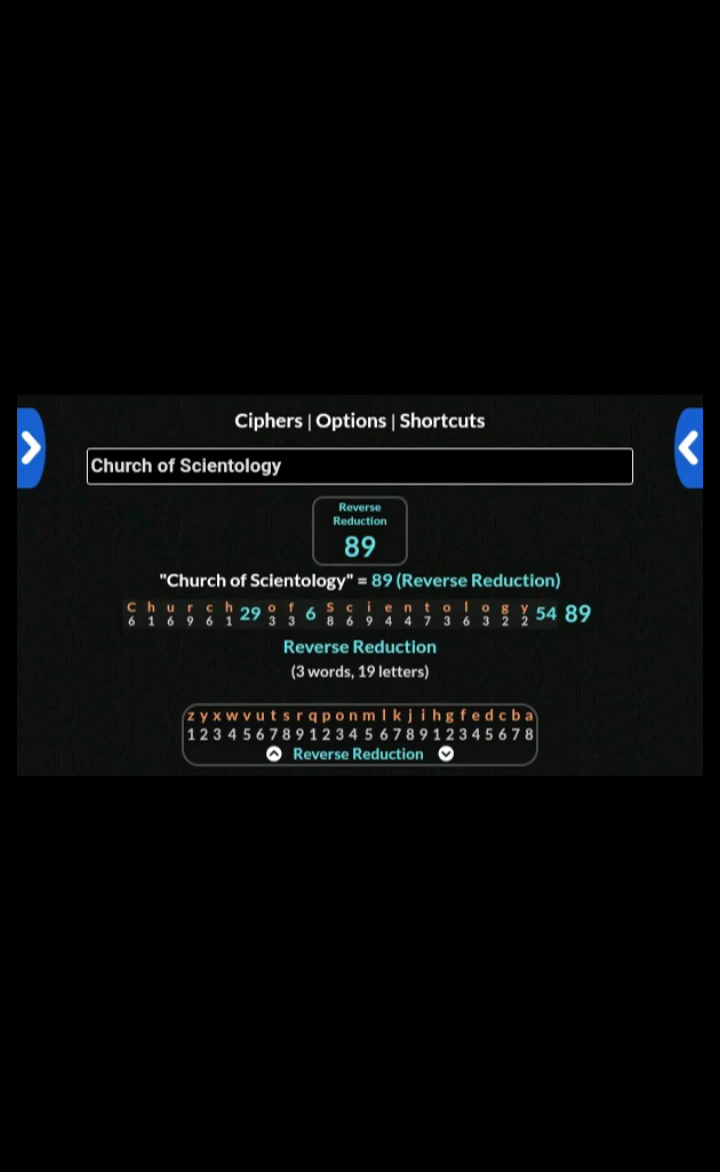 Ciphers | Options | Shortcuts
Church of Scientology
Reverse
Reduction
89
"Church of Scientology" = 89 (Reverse Reduction)
C h u r c h 29 o f 6 S c i e n t o l o g y 54 89
6 1 6 9 6 1 3 3 8 6 9 4 4 7 3 6 3 2 2
Reverse Reduction
(3 words, 19 letters)
z y x w v u t s r q p o n m l k j i h g f e d c b a
1 2 3 4 5 6 7 8 9 1 2 3 4 5 6 7 8 9 1 2 3 4 5 6 7 8
Reverse Reduction